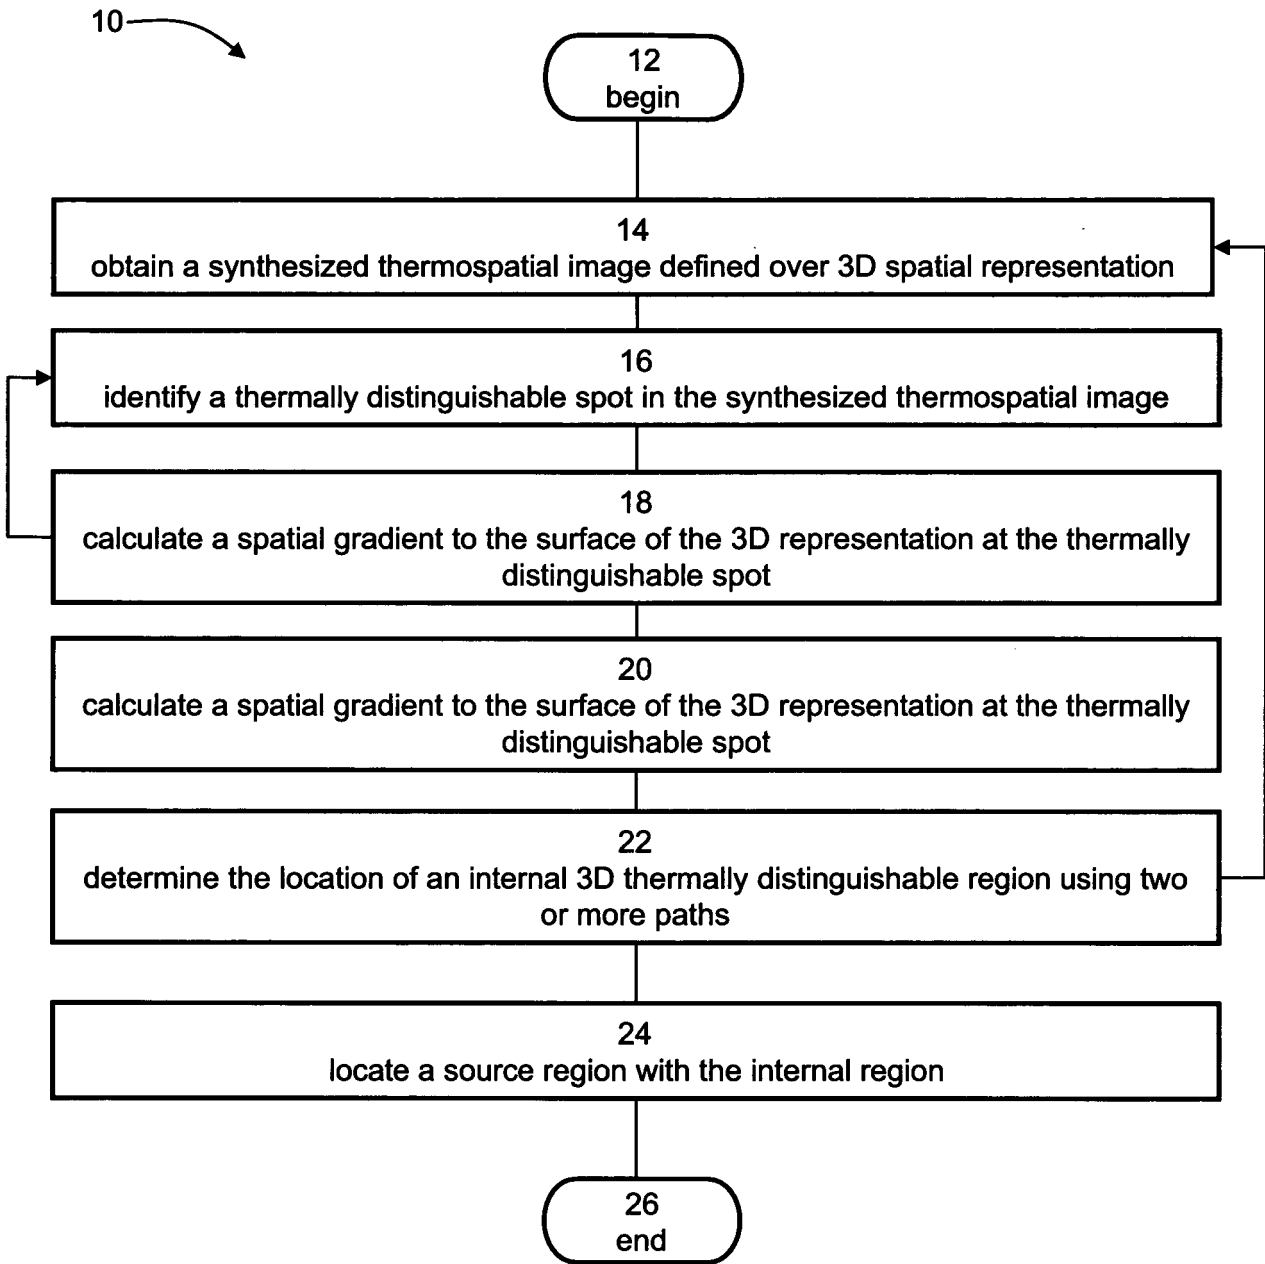 10
12
begin
14
obtain a synthesized thermospatial image defined over 3D spatial representation
16
identify a thermally distinguishable spot in the synthesized thermospatial image
18
calculate a spatial gradient to the surface of the 3D representation at the thermally
distinguishable spot
20
calculate a spatial gradient to the surface of the 3D representation at the thermally
distinguishable spot
22
determine the location of an internal 3D thermally distinguishable region using two
or more paths
24
locate a source region with the internal region
26
end